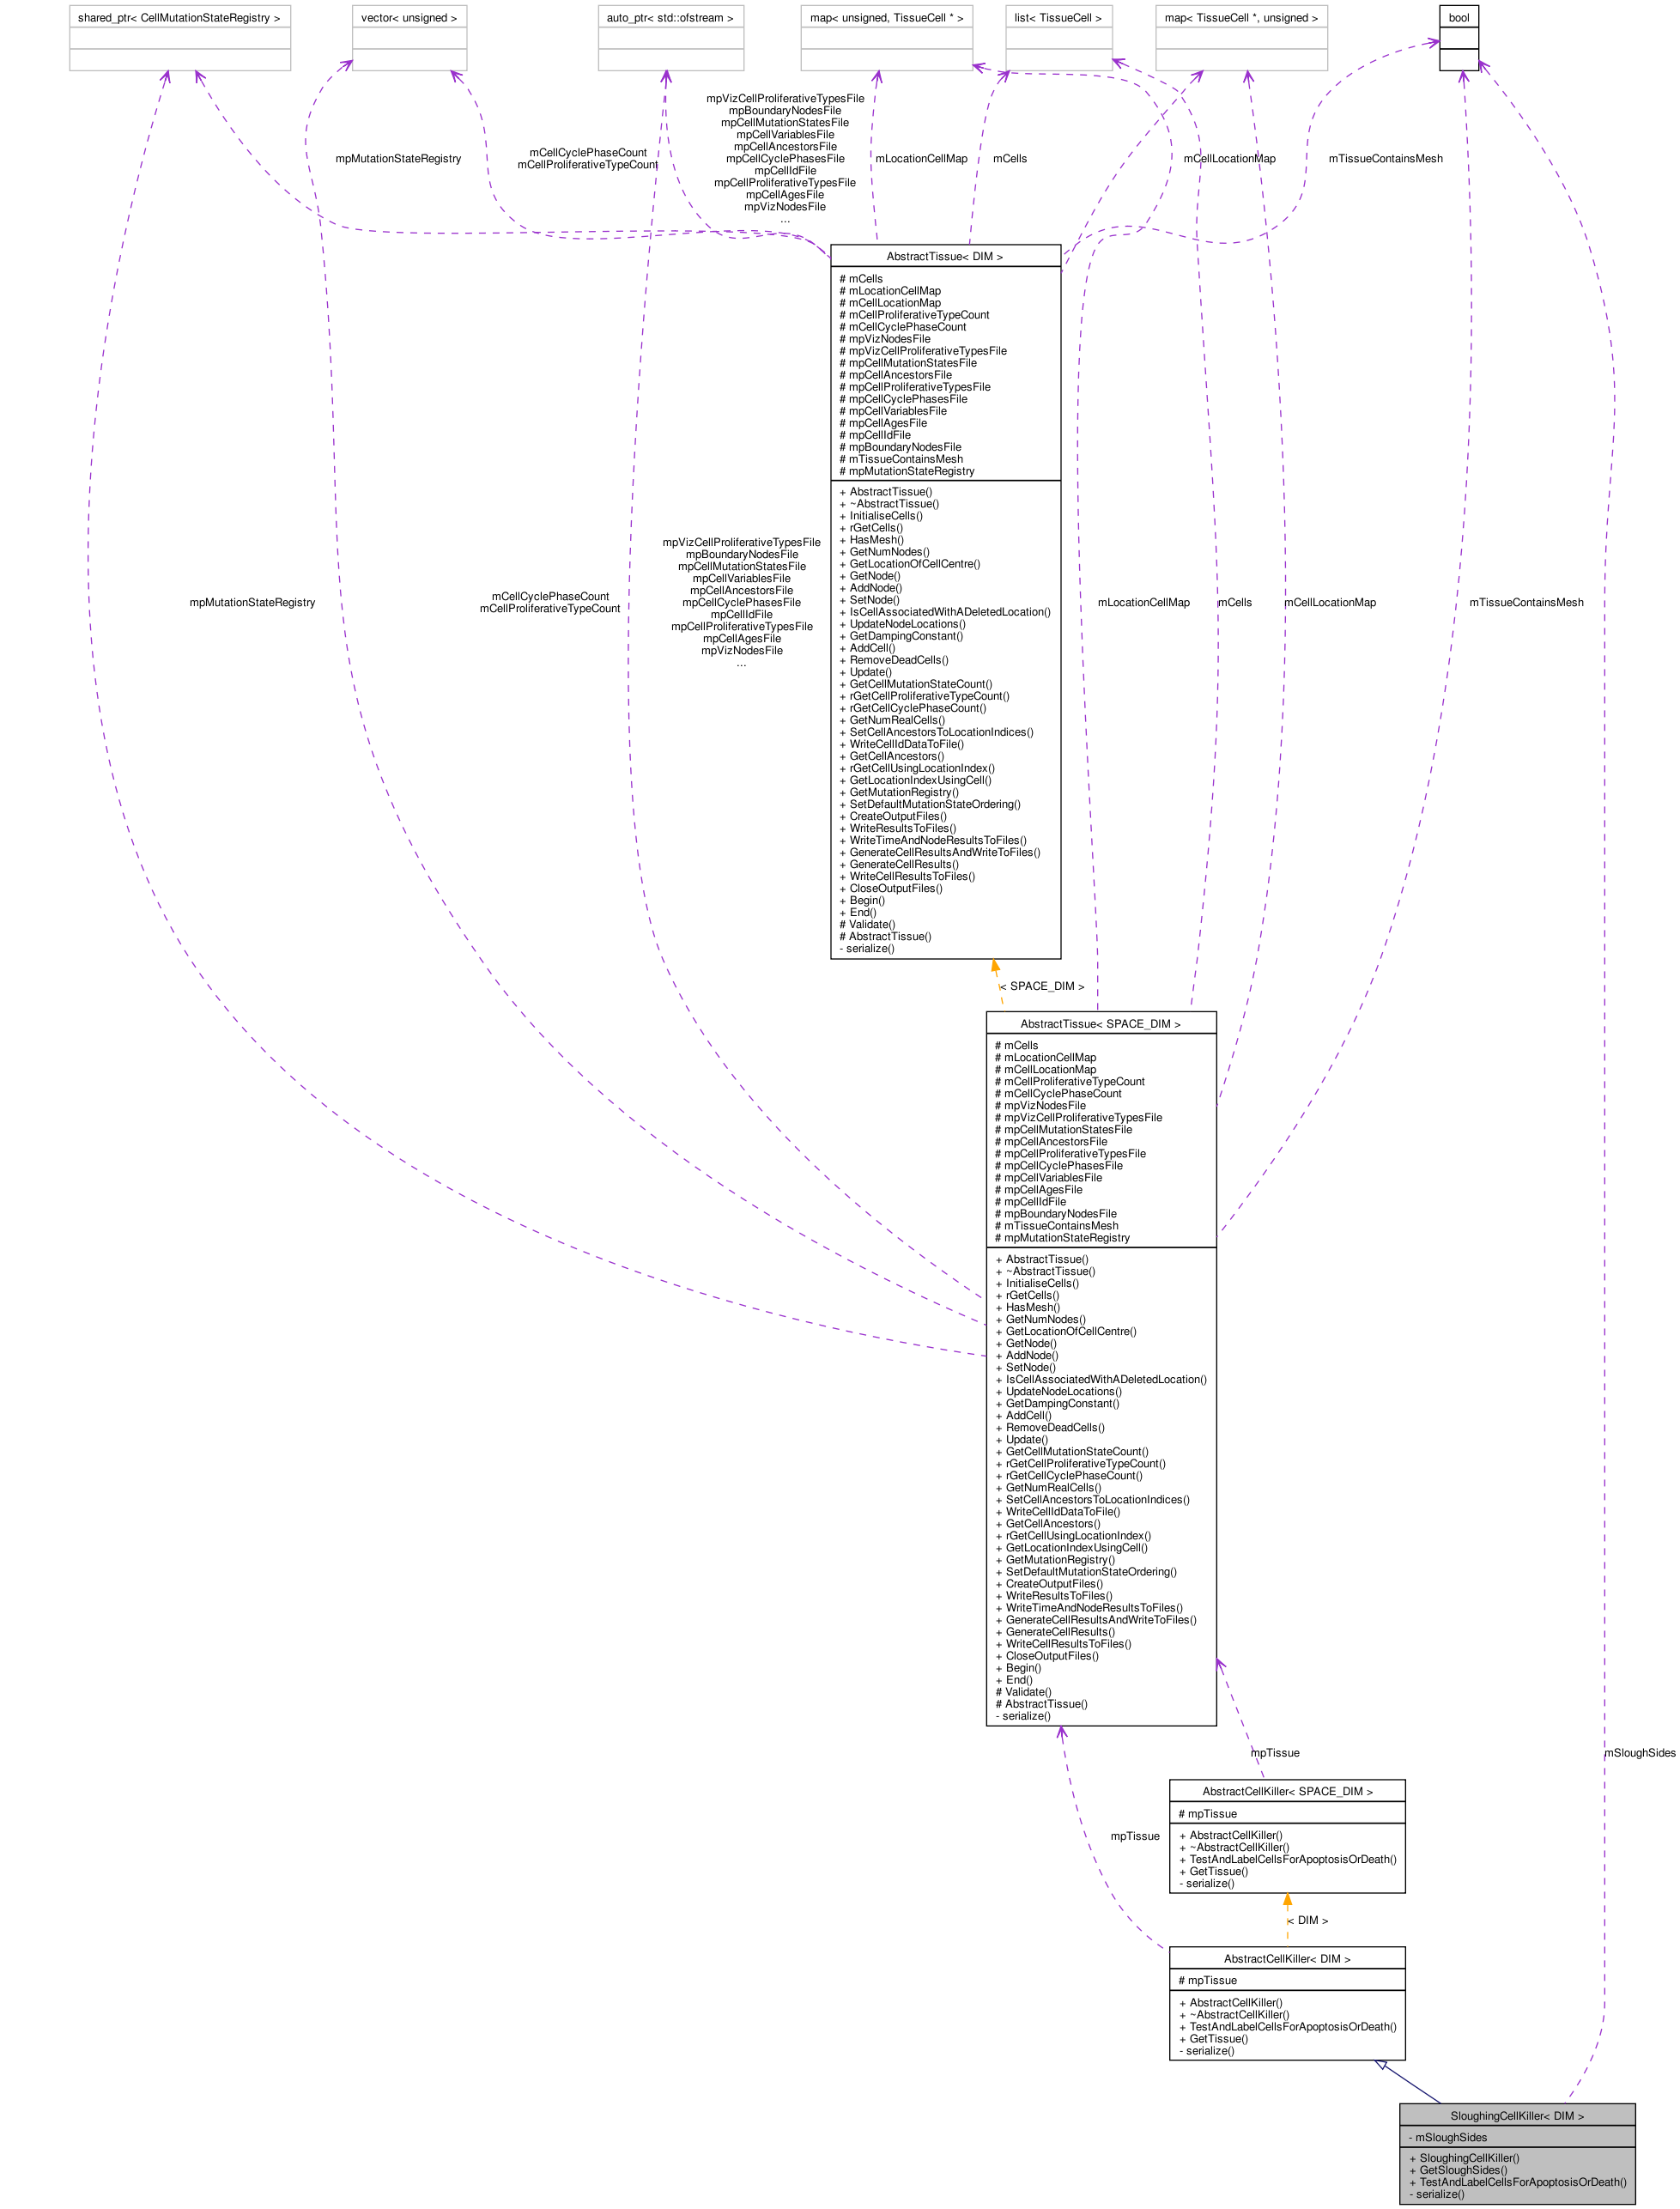 shared_ptr< CellMutationStateRegistry >
vector< unsigned >
auto_ptr< std::ofstream >
map< unsigned, TissueCell * >
list< TissueCell >
map< TissueCell *, unsigned >
bool
mpMutationStateRegistry
mCellCyclePhaseCount
mCellProliferativeTypeCount
mpVizCellProliferativeTypesFile
mpBoundaryNodesFile
mpCellMutationStatesFile
mpCellVariablesFile
mpCellAncestorsFile
mpCellCyclePhasesFile
mpCellIdFile
mpCellProliferativeTypesFile
mpCellAgesFile
mpVizNodesFile
...
mLocationCellMap
mCells
mCellLocationMap
mTissueContainsMesh
AbstractTissue< DIM >
# mCells
# mLocationCellMap
# mCellLocationMap
# mCellProliferativeTypeCount
# mCellCyclePhaseCount
# mpVizNodesFile
# mpVizCellProliferativeTypesFile
# mpCellMutationStatesFile
# mpCellAncestorsFile
# mpCellProliferativeTypesFile
# mpCellCyclePhasesFile
# mpCellVariablesFile
# mpCellAgesFile
# mpCellIdFile
# mpBoundaryNodesFile
# mTissueContainsMesh
# mpMutationStateRegistry
+ AbstractTissue()
+ ~AbstractTissue()
+ InitialiseCells()
+ rGetCells()
+ HasMesh()
+ GetNumNodes()
+ GetLocationOfCellCentre()
+ GetNode()
+ AddNode()
+ SetNode()
+ IsCellAssociatedWithADeletedLocation()
+ UpdateNodeLocations()
+ GetDampingConstant()
+ AddCell()
+ RemoveDeadCells()
+ Update()
+ GetCellMutationStateCount()
+ rGetCellProliferativeTypeCount()
+ rGetCellCyclePhaseCount()
+ GetNumRealCells()
+ SetCellAncestorsToLocationIndices()
+ WriteCellIdDataToFile()
+ GetCellAncestors()
+ rGetCellUsingLocationIndex()
+ GetLocationIndexUsingCell()
+ GetMutationRegistry()
+ SetDefaultMutationStateOrdering()
+ CreateOutputFiles()
+ WriteResultsToFiles()
+ WriteTimeAndNodeResultsToFiles()
+ GenerateCellResultsAndWriteToFiles()
+ GenerateCellResults()
+ WriteCellResultsToFiles()
+ CloseOutputFiles()
+ Begin()
+ End()
# Validate()
# AbstractTissue()
- serialize()
mpMutationStateRegistry
mCellCyclePhaseCount
mCellProliferativeTypeCount
mpVizCellProliferativeTypesFile
mpBoundaryNodesFile
mpCellMutationStatesFile
mpCellVariablesFile
mpCellAncestorsFile
mpCellCyclePhasesFile
mpCellIdFile
mpCellProliferativeTypesFile
mpCellAgesFile
mpVizNodesFile
...
mLocationCellMap
mCells
mCellLocationMap
mTissueContainsMesh
< SPACE_DIM >
AbstractTissue< SPACE_DIM >
# mCells
# mLocationCellMap
# mCellLocationMap
# mCellProliferativeTypeCount
# mCellCyclePhaseCount
# mpVizNodesFile
# mpVizCellProliferativeTypesFile
# mpCellMutationStatesFile
# mpCellAncestorsFile
# mpCellProliferativeTypesFile
# mpCellCyclePhasesFile
# mpCellVariablesFile
# mpCellAgesFile
# mpCellIdFile
# mpBoundaryNodesFile
# mTissueContainsMesh
# mpMutationStateRegistry
+ AbstractTissue()
+ ~AbstractTissue()
+ InitialiseCells()
+ rGetCells()
+ HasMesh()
+ GetNumNodes()
+ GetLocationOfCellCentre()
+ GetNode()
+ AddNode()
+ SetNode()
+ IsCellAssociatedWithADeletedLocation()
+ UpdateNodeLocations()
+ GetDampingConstant()
+ AddCell()
+ RemoveDeadCells()
+ Update()
+ GetCellMutationStateCount()
+ rGetCellProliferativeTypeCount()
+ rGetCellCyclePhaseCount()
+ GetNumRealCells()
+ SetCellAncestorsToLocationIndices()
+ WriteCellIdDataToFile()
+ GetCellAncestors()
+ rGetCellUsingLocationIndex()
+ GetLocationIndexUsingCell()
+ GetMutationRegistry()
+ SetDefaultMutationStateOrdering()
+ CreateOutputFiles()
+ WriteResultsToFiles()
+ WriteTimeAndNodeResultsToFiles()
+ GenerateCellResultsAndWriteToFiles()
+ GenerateCellResults()
+ WriteCellResultsToFiles()
+ CloseOutputFiles()
+ Begin()
+ End()
# Validate()
# AbstractTissue()
- serialize()
mpTissue
mSloughSides
AbstractCellKiller< SPACE_DIM >
# mpTissue
+ AbstractCellKiller()
+ ~AbstractCellKiller()
+ TestAndLabelCellsForApoptosisOrDeath()
+ GetTissue()
- serialize()
mpTissue
< DIM >
AbstractCellKiller< DIM >
# mpTissue
+ AbstractCellKiller()
+ ~AbstractCellKiller()
+ TestAndLabelCellsForApoptosisOrDeath()
+ GetTissue()
- serialize()
SloughingCellKiller< DIM >
- mSloughSides
+ SloughingCellKiller()
+ GetSloughSides()
+ TestAndLabelCellsForApoptosisOrDeath()
- serialize()